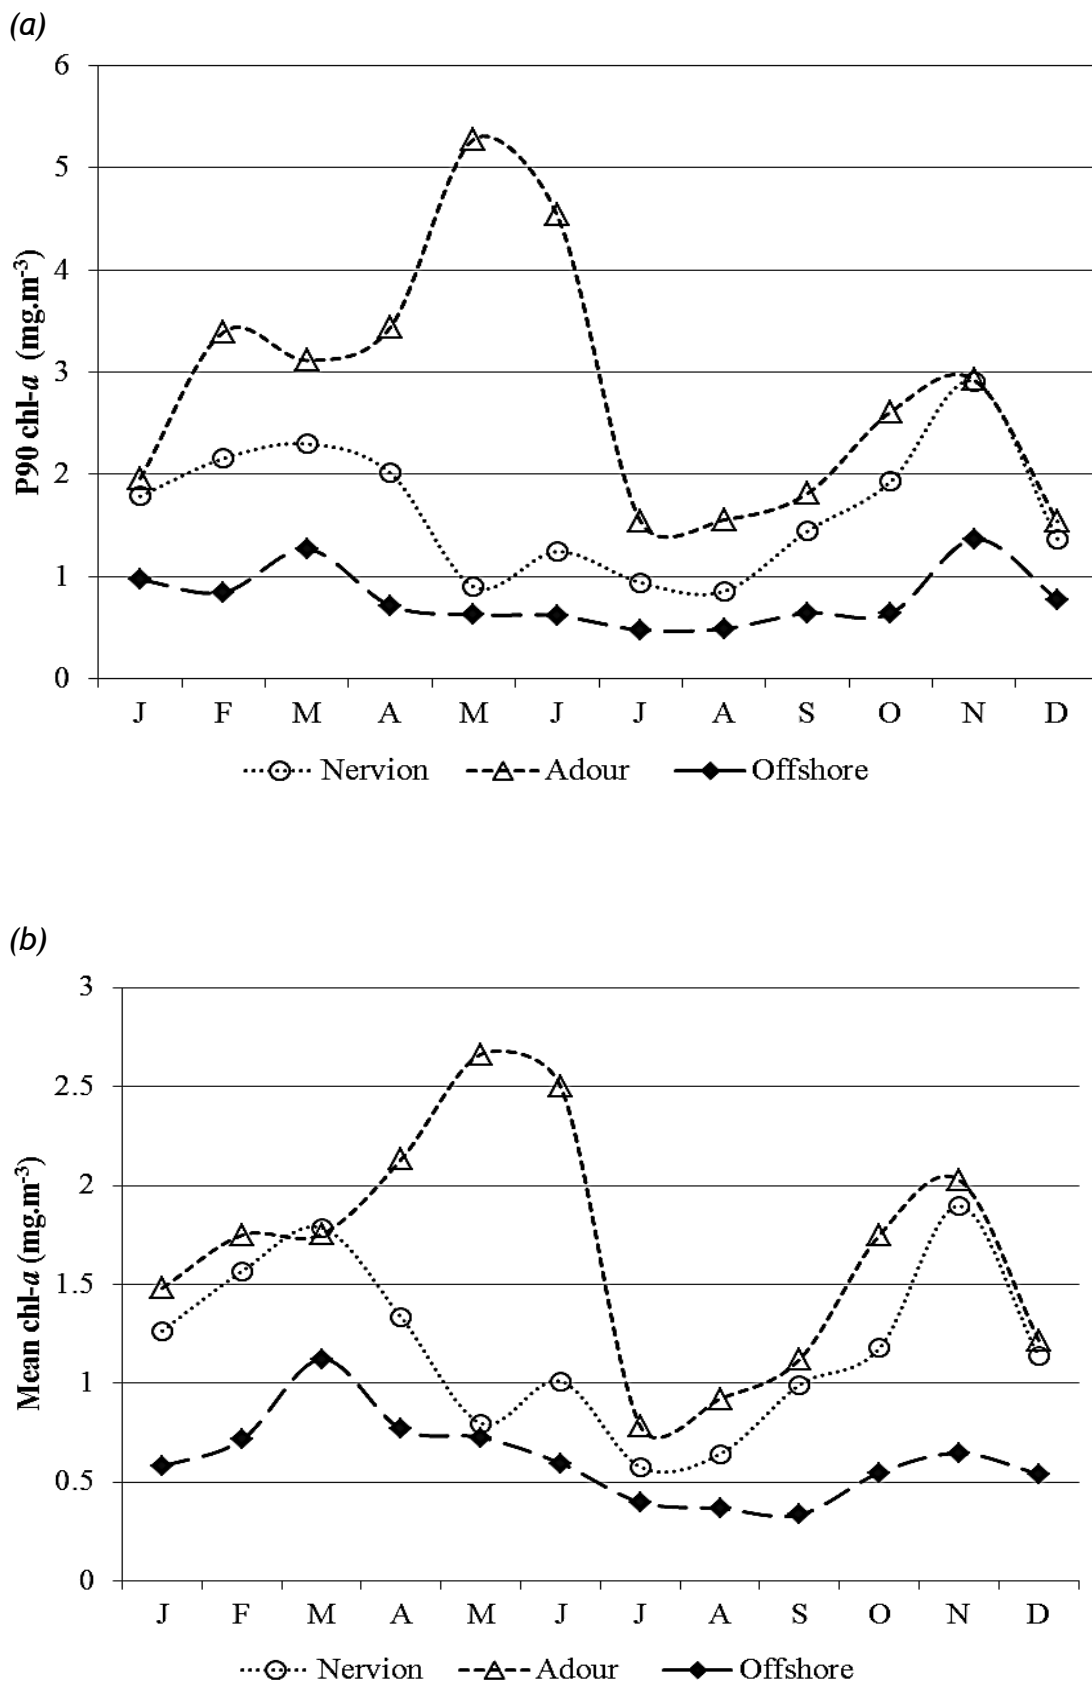 (a)
6
5
4
3
2
1
0
P90 chl-a (mg.m-3)
J F M A M J J A S O N D
Nervion Adour Offshore
(b)
3
2.5
2
1.5
1
0.5
0
Mean chl-a (mg.m-3)
J F M A M J J A S O N D
Nervion Adour Offshore